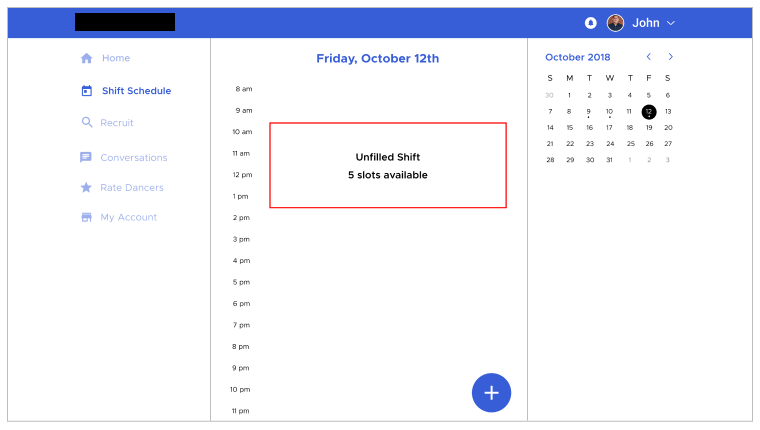 John
Home
Shift Schedule
Recruit
Conversations
Rate Dancers
My Account
Friday, October 12th
8 am
9 am
10 am
11 am
12 pm
1 pm
2 pm
3 pm
4 pm
5 pm
6 pm
7 pm
8 pm
9 pm
10 pm
11 pm
Unfilled Shift
5 slots available
October 2018
S M T W T F S
30 1 2 3 4 5 6
7 8 9 10 11 12 13
14 15 16 17 18 19 20
21 22 23 24 25 26 27
28 29 30 31 1 2 3